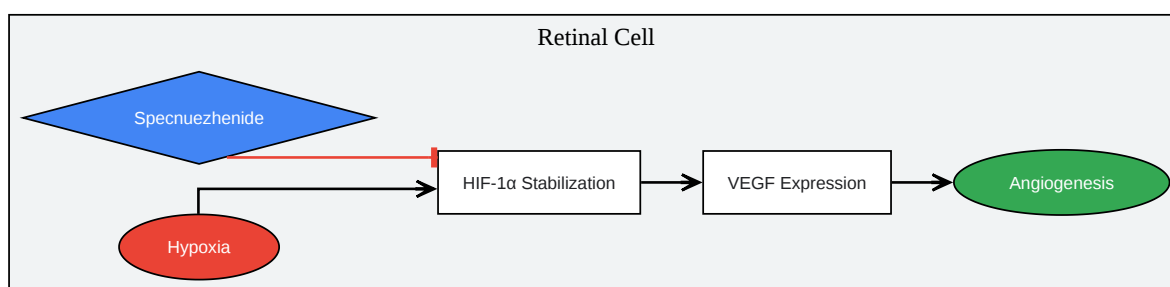 Retinal Cell
Specnuezhenide
HIF-1α Stabilization
VEGF Expression
Angiogenesis
Hypoxia